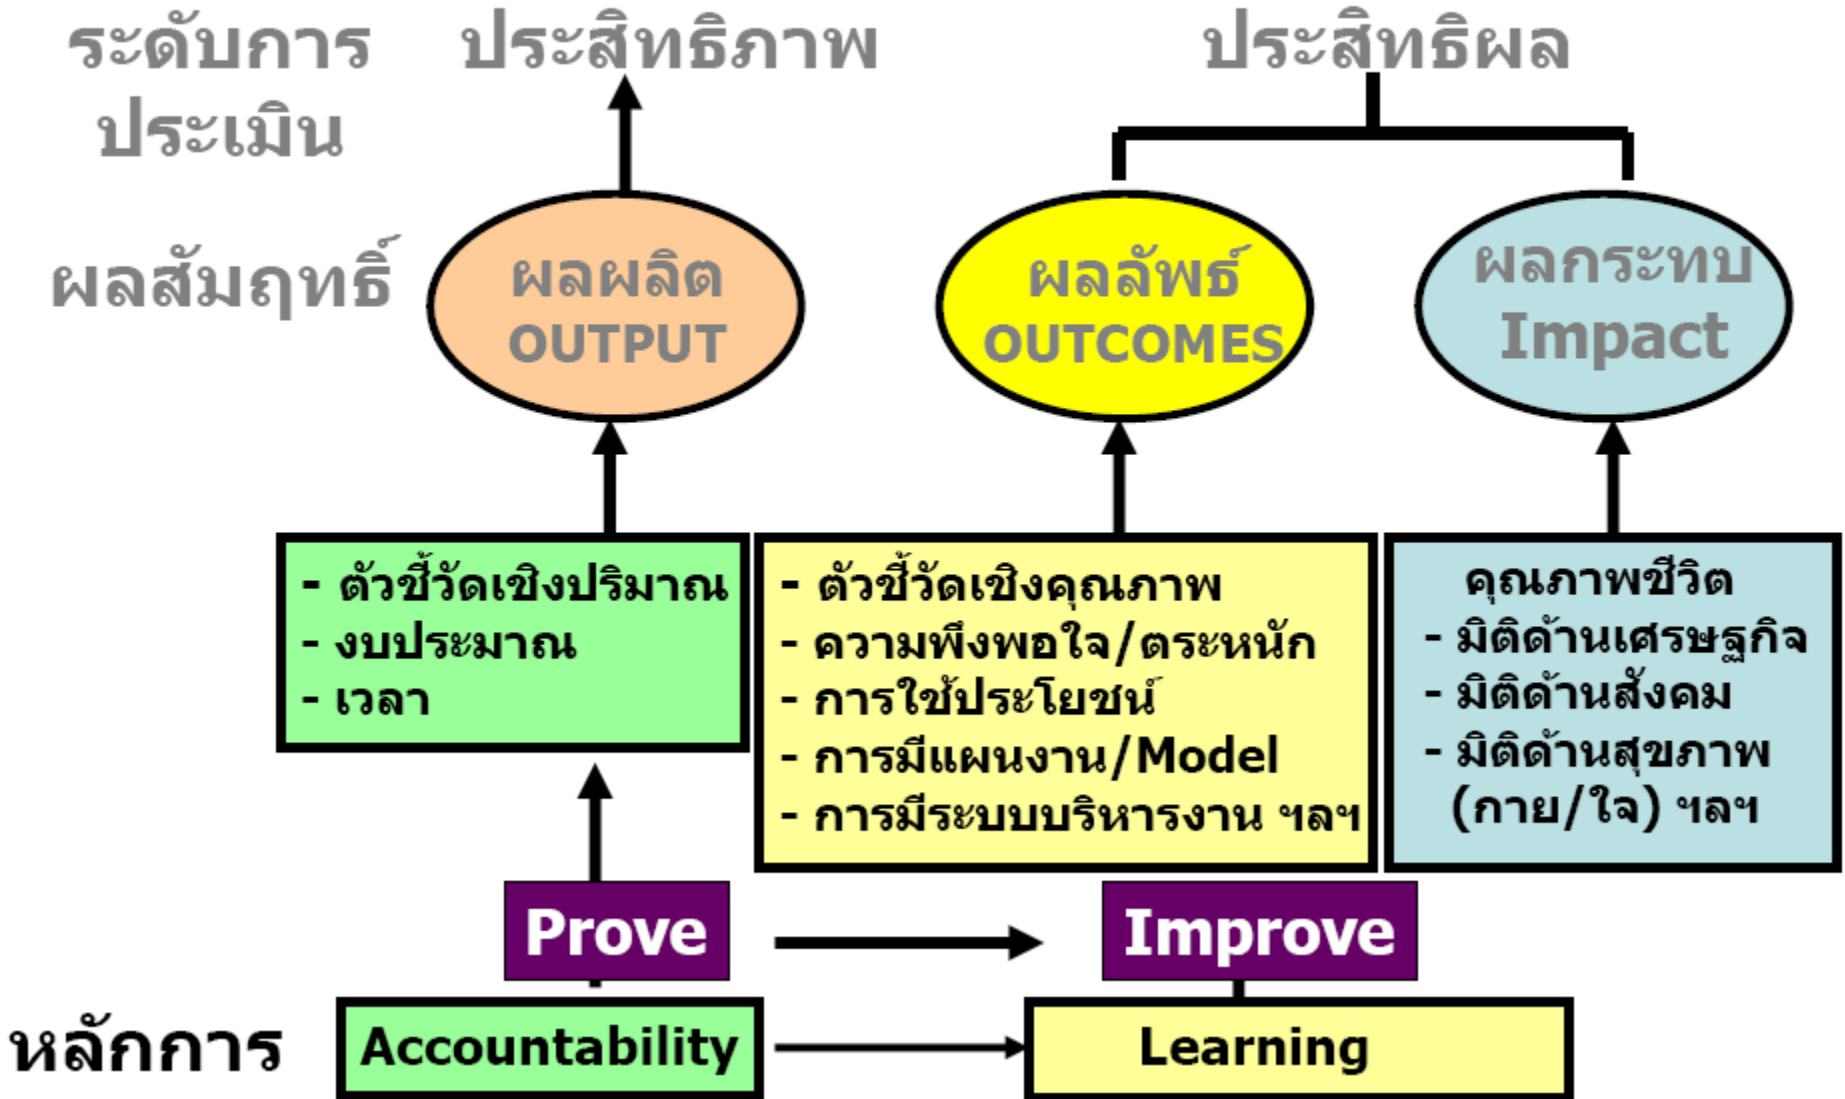 ระดับการ
ประเมิน
ประสิทธิภาพ
ประสิทธิผล
ผลสัมฤทธิ์
ผลผลิต
OUTPUT
ผลลัพธ์
OUTCOMES
ผลกระทบ
Impact
- ตัวชี้วัดเชิงปริมาณ
- งบประมาณ
- เวลา
- ตัวชี้วัดเชิงคุณภาพ
- ความพึงพอใจ/ตระหนัก
- การใช้ประโยชน์
- การมีแผนงาน/Model
- การมีระบบบริหารงาน ฯลฯ
คุณภาพชีวิต
- มิติด้านเศรษฐกิจ
- มิติด้านสังคม
- มิติด้านสุขภาพ
(กาย/ใจ) ฯลฯ
Prove
Improve
หลักการ
Accountability
Learning